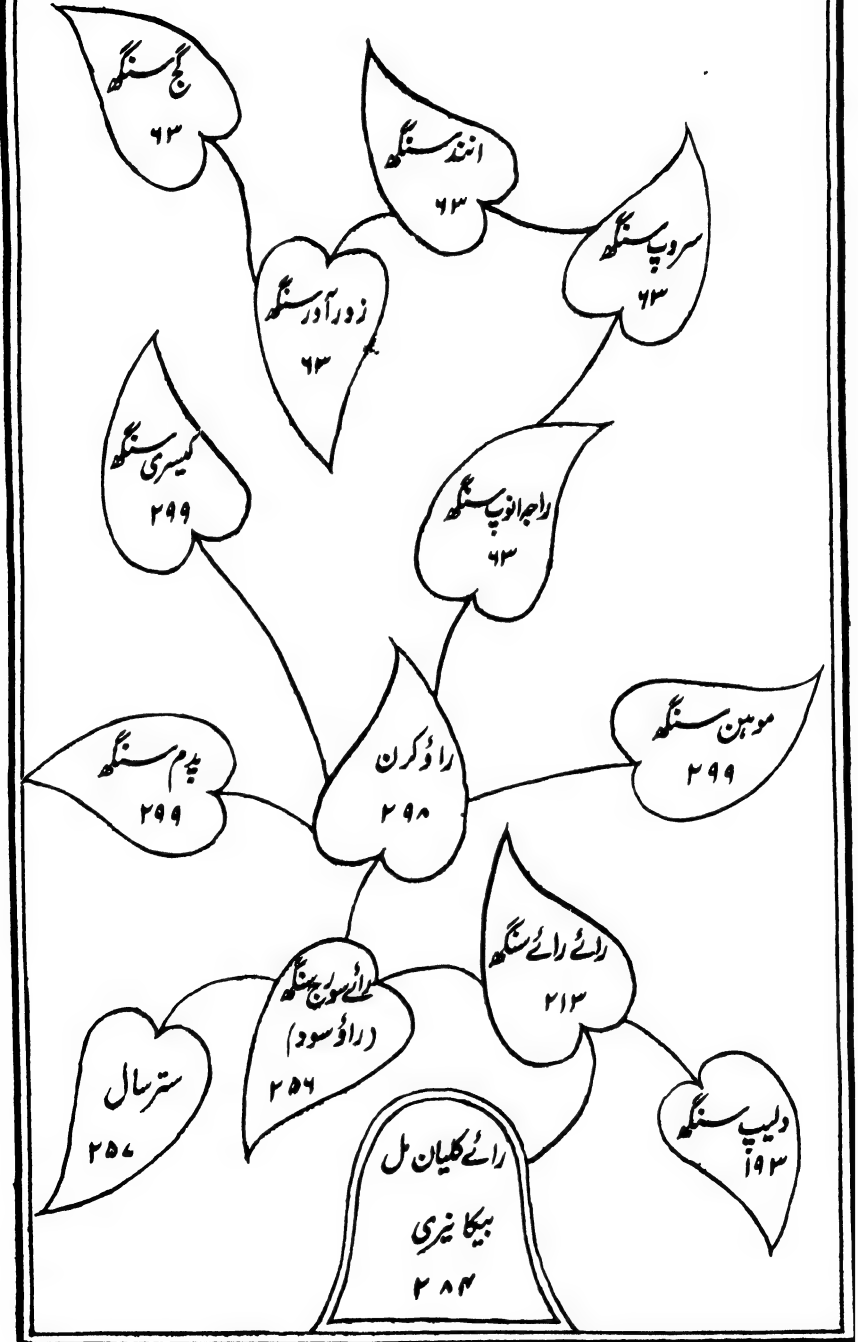 گج سنگھ
۶۳
انند سنگھ
۶۳
سروپ سنگھ
۶۳
زورآور سنگھ
۶۳
کیسری سنگھ
۲۹۹
راجہ انوپ سنگھ
۶۳
موہن سنگھ
۲۹۹
پدم سنگھ
۲۹۹
راؤ کرن
۲۹۸
رائے رائے سنگھ
۲۱۳
رائے سورج سنگھ
(راؤ سود)
۲۵۶
ستر سال
۲۵۷
دلیپ سنگھ
۱۹۳
رائے کلیان مل
بیکانیری
۲۸۴